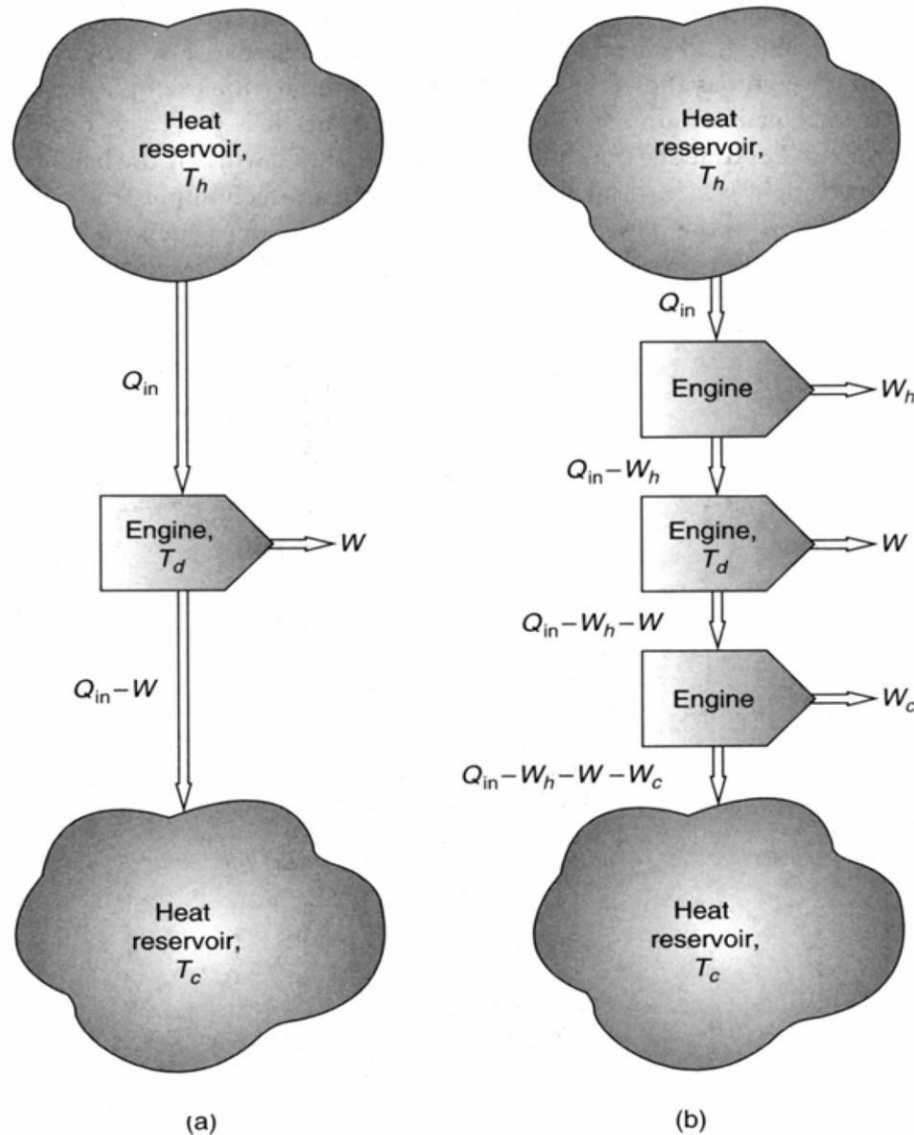 Heat
reservoir,
T_h
Q_in
Engine,
T_d
W
Q_in − W
Heat
reservoir,
T_c
(a)
Heat
reservoir,
T_h
Q_in
Engine
W_h
Q_in − W_h
Engine,
T_d
W
Q_in − W_h − W
Engine
W_c
Q_in − W_h − W − W_c
Heat
reservoir,
T_c
(b)